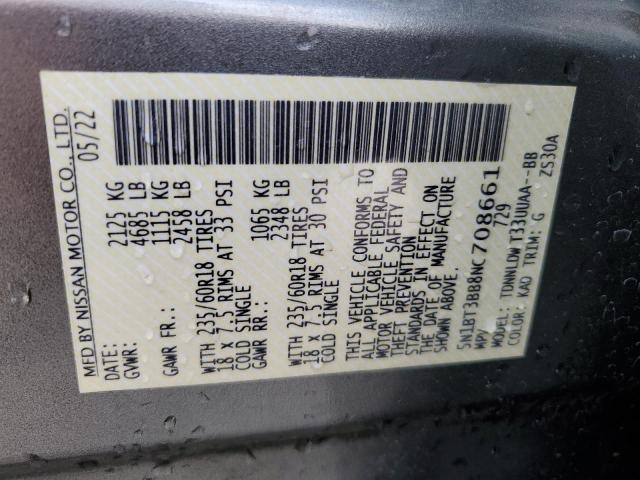 MFD BY NISSAN MOTOR CO., LTD.
DATE: 05/22
GVWR: 2125 KG
4685 LB
GAWR FR.: 1115 KG
2458 LB
WITH 235/60R18 TIRES
18 X 7.5 RIMS AT 33 PSI
COLD SINGLE
GAWR RR.: 1065 KG
2348 LB
WITH 235/60R18 TIRES
18 X 7.5 RIMS AT 30 PSI
COLD SINGLE
THIS VEHICLE CONFORMS TO
ALL APPLICABLE FEDERAL
MOTOR VEHICLE SAFETY AND
THEFT PREVENTION
STANDARDS IN EFFECT ON
THE DATE OF MANUFACTURE
SHOWN ABOVE.
5N1BT3BB8NC708661
MPV 729
MODEL: TDNNLDW T33UUAA--BB
COLOR: KAD TRIM: G ZS30A